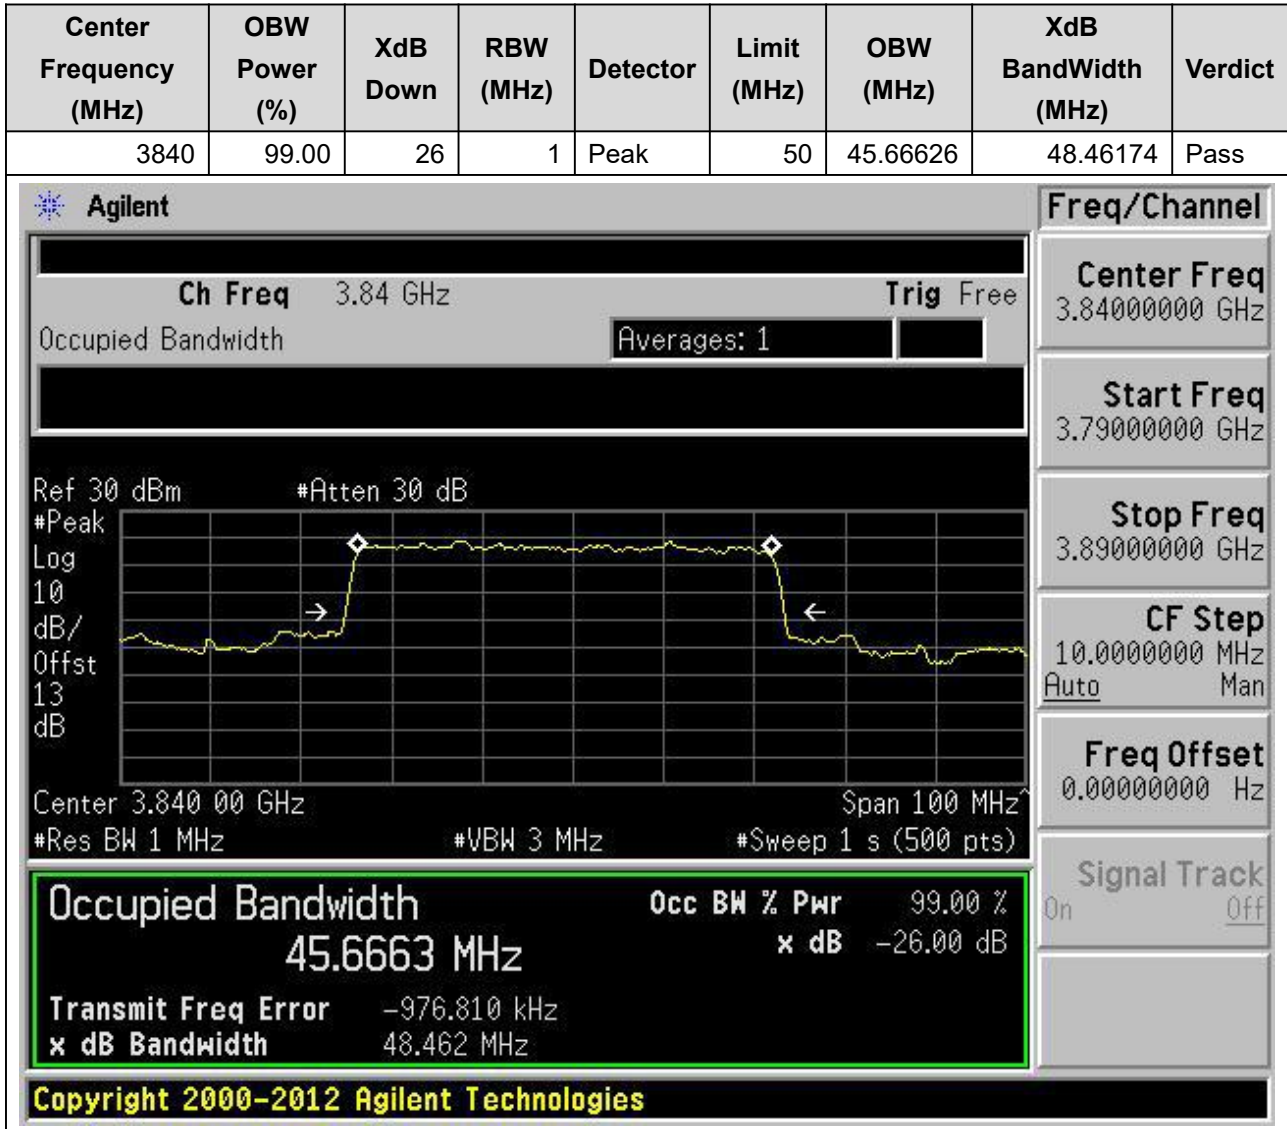 Center Frequency (MHz) OBW Power (%) XdB Down RBW (MHz) Detector Limit (MHz) OBW (MHz) XdB BandWidth (MHz) Verdict
3840 99.00 26 1 Peak 50 45.66626 48.46174 Pass
Agilent
Freq/Channel
Ch Freq 3.84 GHz Trig Free
Occupied Bandwidth Averages: 1
Center Freq
3.84000000 GHz
Start Freq
3.79000000 GHz
Stop Freq
3.89000000 GHz
CF Step
10.0000000 MHz
Auto Man
Freq Offset
0.00000000 Hz
Signal Track
On Off
Ref 30 dBm #Atten 30 dB
#Peak
Log
10
dB/
Offst
13
dB
Center 3.840 00 GHz Span 100 MHz^
#Res BW 1 MHz #VBW 3 MHz #Sweep 1 s (500 pts)
Occupied Bandwidth
45.6663 MHz
Occ BW % Pwr 99.00 %
x dB -26.00 dB
Transmit Freq Error -976.810 kHz
x dB Bandwidth 48.462 MHz
Copyright 2000-2012 Agilent Technologies